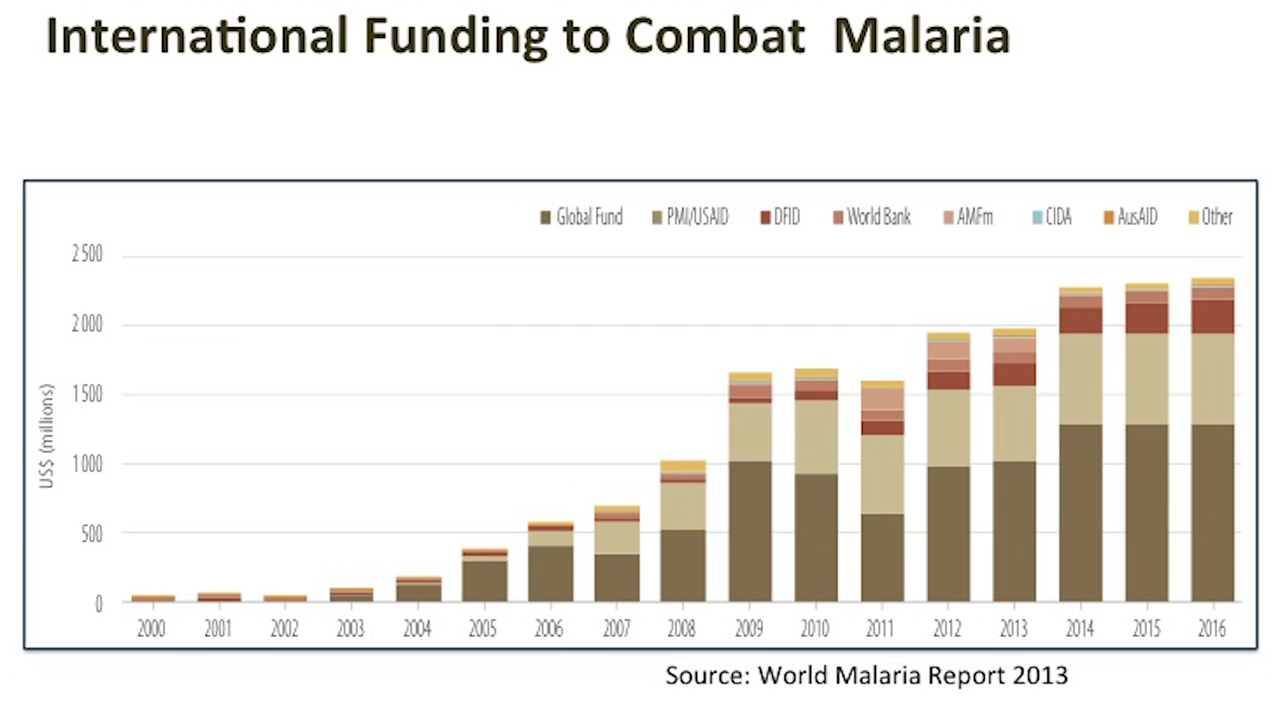 International Funding to Combat Malaria
Global Fund PMI/USAID DFID World Bank AMFm CIDA AusAID Other
2 500
2 000
1 500
1 000
500
0
US$ (millions)
2000 2001 2002 2003 2004 2005 2006 2007 2008 2009 2010 2011 2012 2013 2014 2015 2016
Source: World Malaria Report 2013